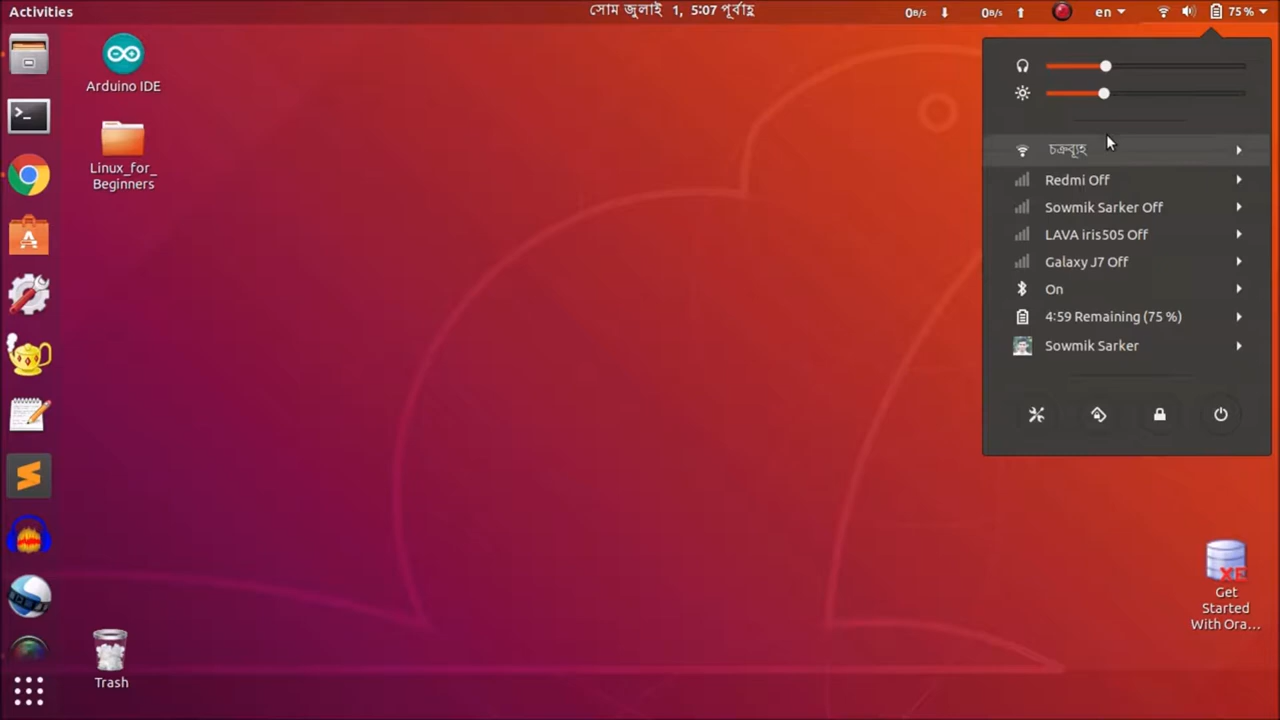 Activities
সোম জুলাই 1, 5:07 পূর্বাহ্ণ
0B/s
0B/s
en
75 %
Arduino IDE
Linux_for_
Beginners
চক্রব্যূহ
Redmi Off
Sowmik Sarker Off
LAVA iris505 Off
Galaxy J7 Off
On
4:59 Remaining (75 %)
Sowmik Sarker
XE
Get
Started
With Ora...
Trash